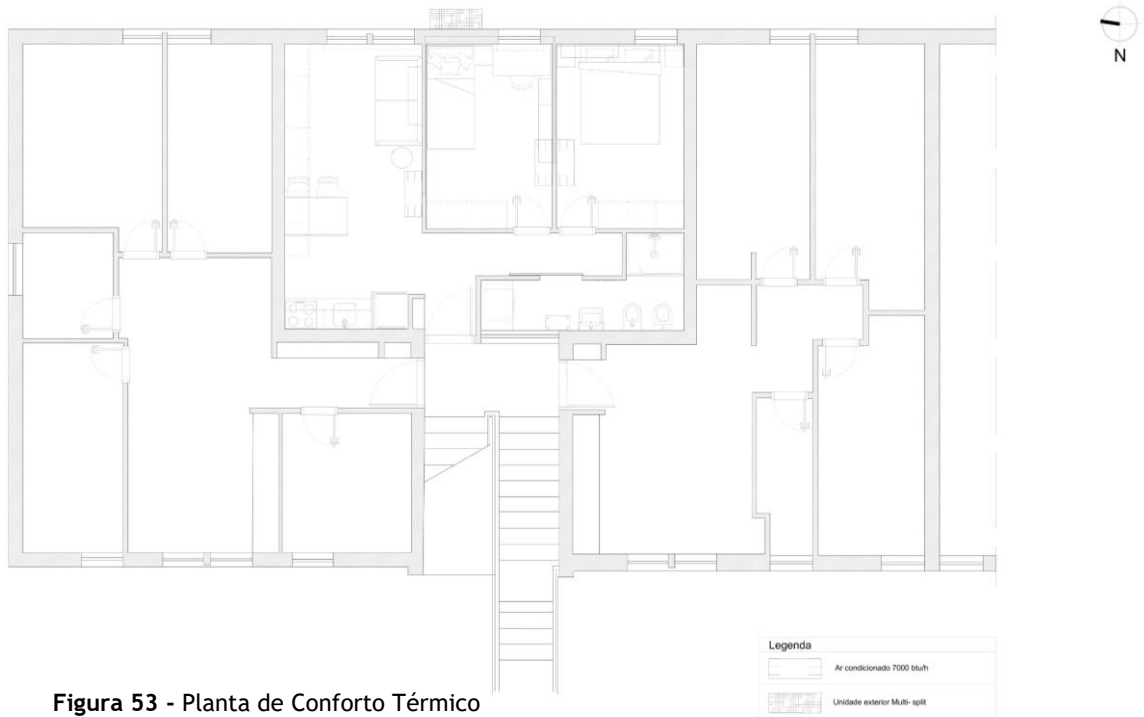 N
Legenda
Ar condicionado 7000 btu/h
Unidade exterior Multi- split
Figura 53 - Planta de Conforto Térmico